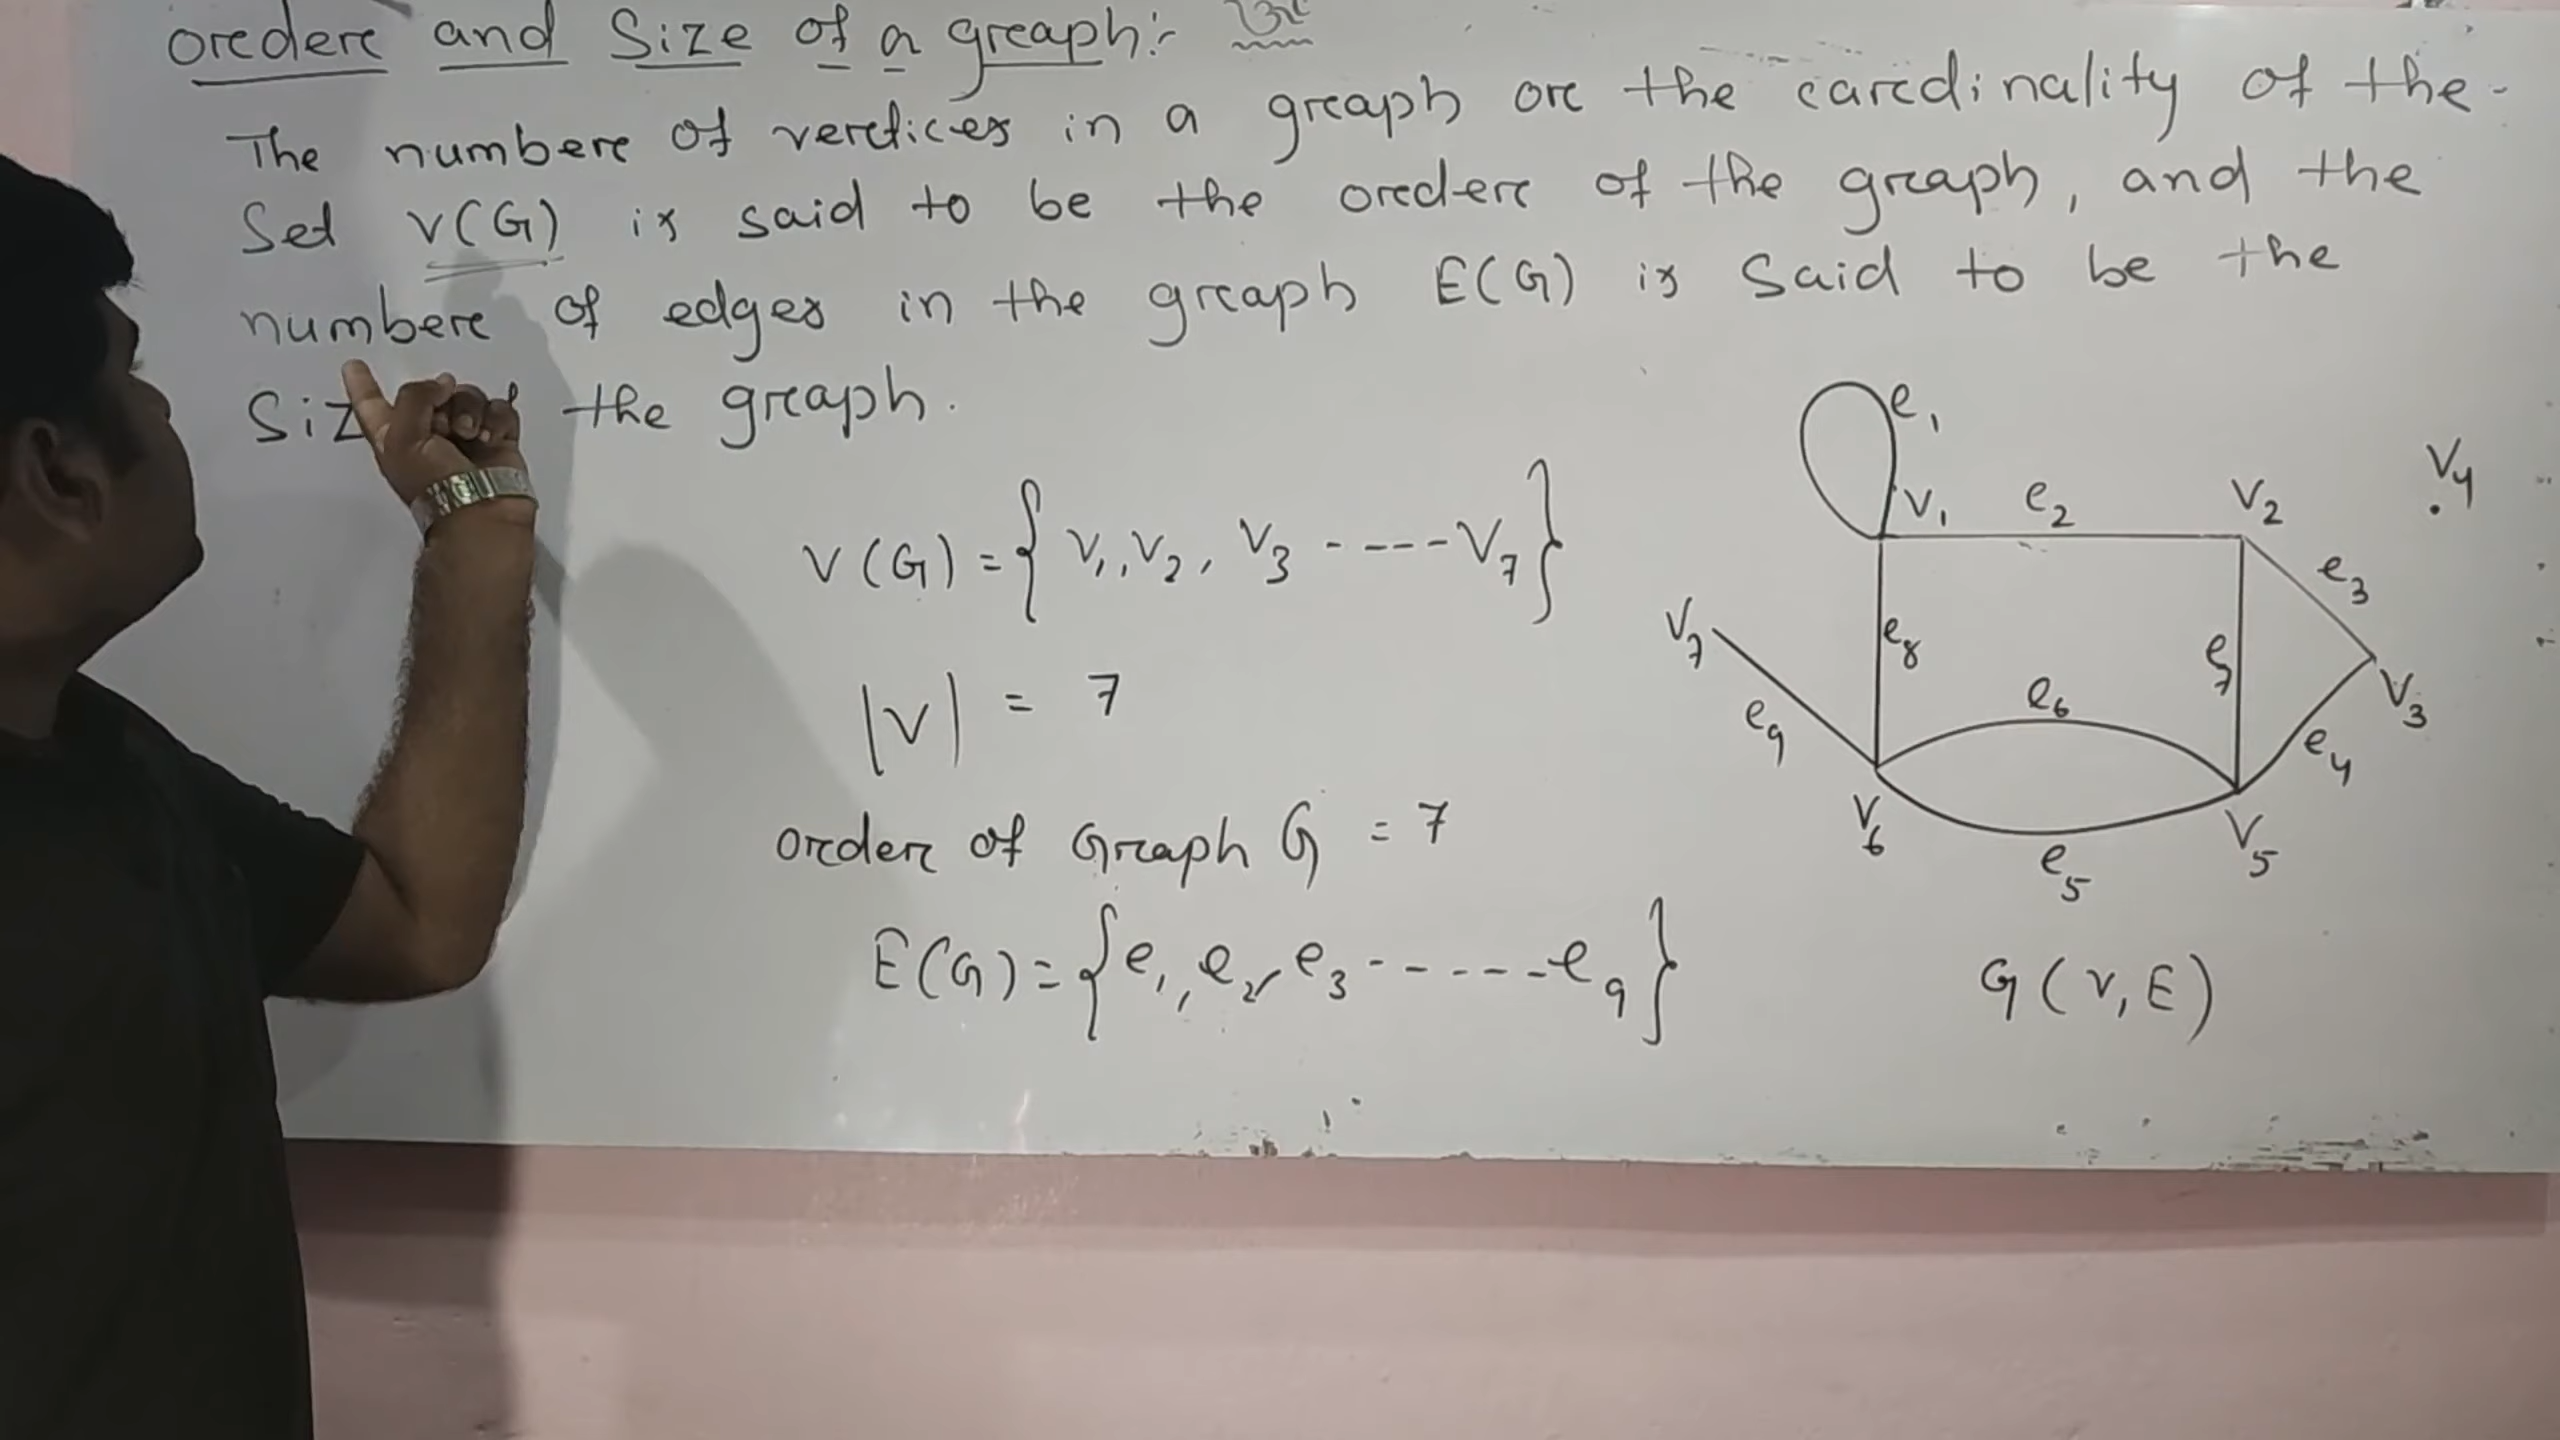 order and Size of a graph:-
The number of vertices in a graph or the cardinality of the
Set V(G) is said to be the order of the graph, and the
number of edges in the graph E(G) is said to be the
the graph.
V(G) = { V1, V2, V3 ----- V7 }
|V| = 7
order of Graph G = 7
E(G) = { e1, e2, e3 ------ e9 }
e1
V1
e2
V2
V4
e3
V7
e8
e7
V3
e9
e6
e4
V6
V5
e5
G(V, E)